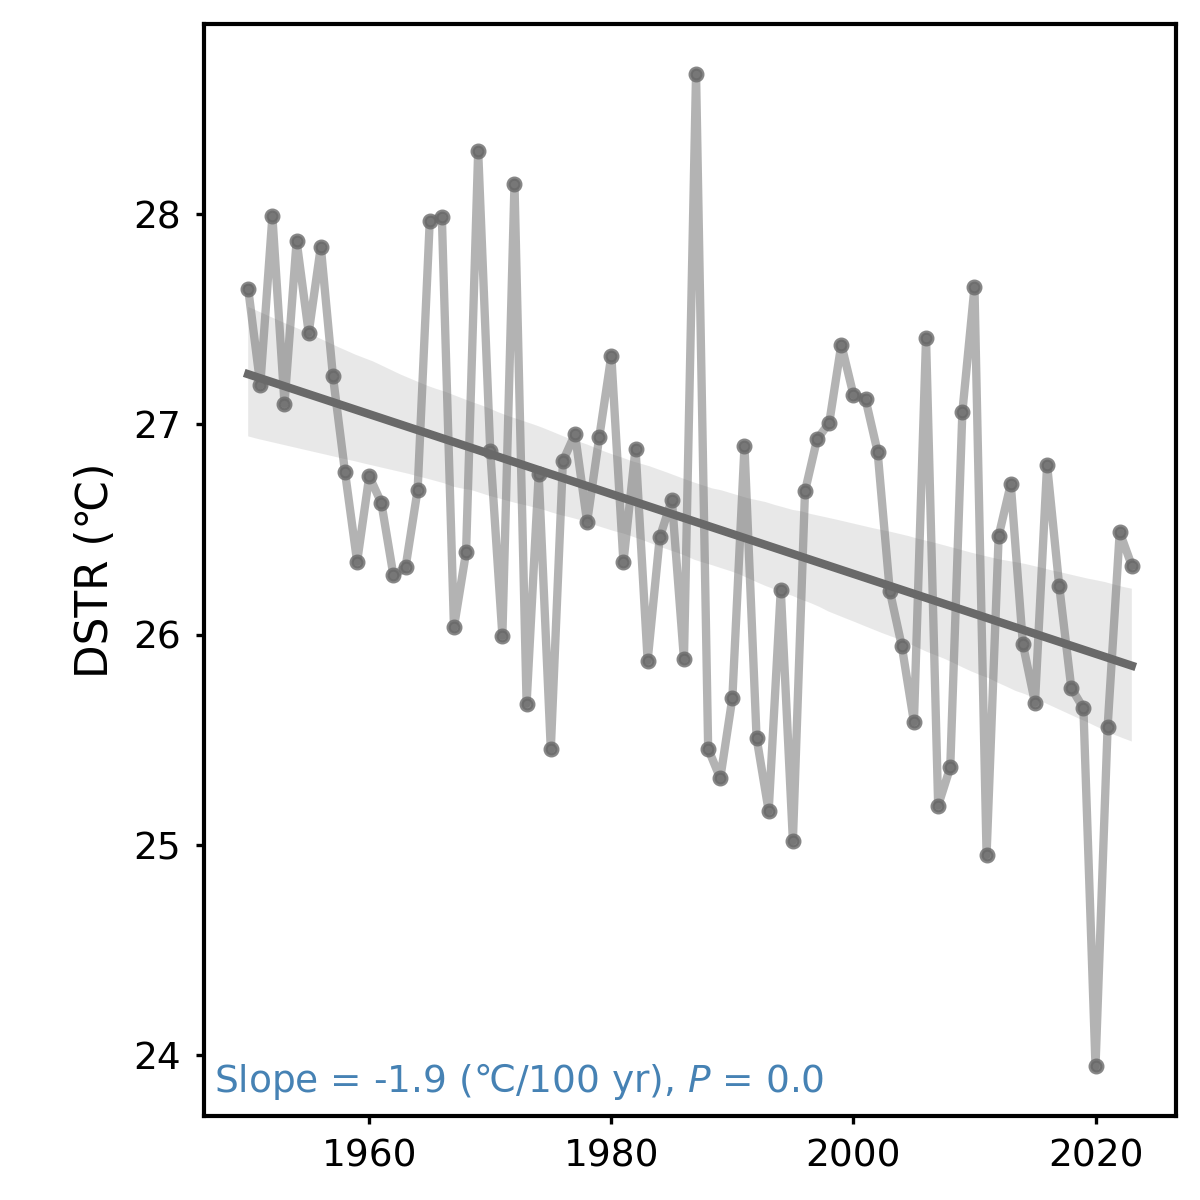 28
27
26
25
24
DSTR (℃)
Slope = -1.9 (℃/100 yr), P = 0.0
1960 1980 2000 2020